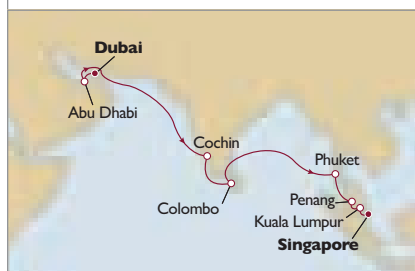 Dubai
Abu Dhabi
Cochin
Colombo
Phuket
Penang
Kuala Lumpur
Singapore